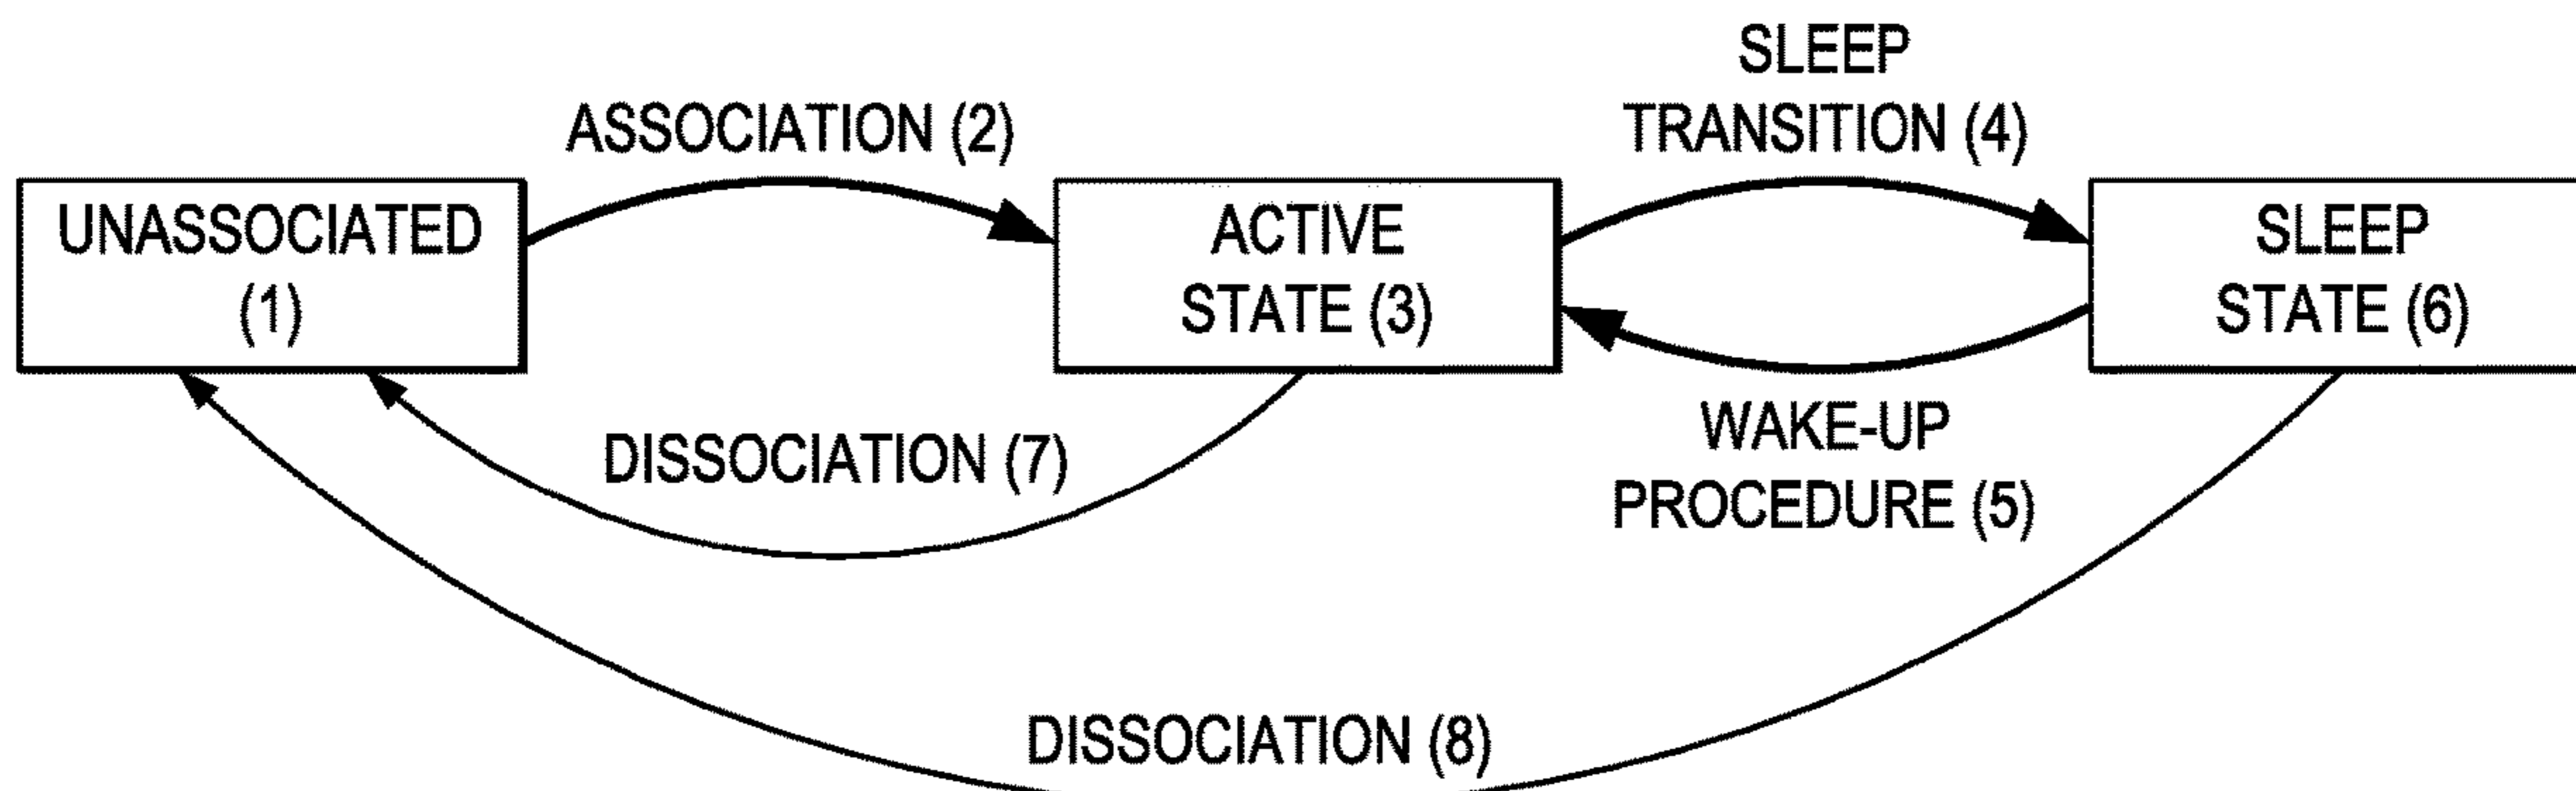 SLEEP
TRANSITION (4)
ASSOCIATION (2)
UNASSOCIATED
(1)
ACTIVE
STATE (3)
SLEEP
STATE (6)
WAKE-UP
PROCEDURE (5)
DISSOCIATION (7)
DISSOCIATION (8)